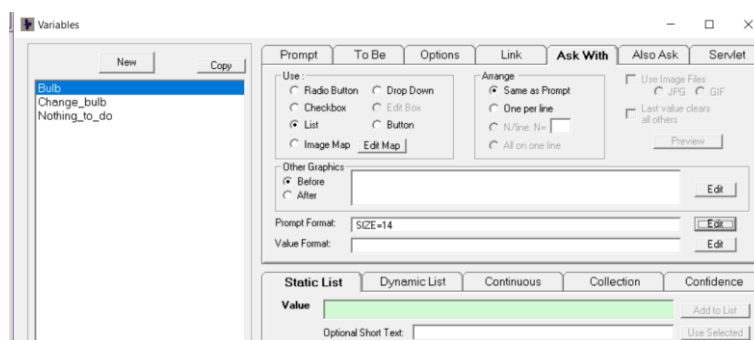 Variables
New
Copy
Bulb
Change_bulb
Nothing_to_do
Prompt
To Be
Options
Link
Ask With
Also Ask
Servlet
Use :
Radio Button
Drop Down
Checkbox
Edit Box
List
Button
Image Map
Edit Map
Arrange
Same as Prompt
One per line
N/line. N=
All on one line
Use Image Files
JPG
GIF
Last value clears
all others
Preview
Other Graphics
Before
After
Edit
Prompt Format:
SIZE=14
Edit
Value Format:
Edit
Static List
Dynamic List
Continuous
Collection
Confidence
Value
Add to List
Optional Short Text:
Use Selected